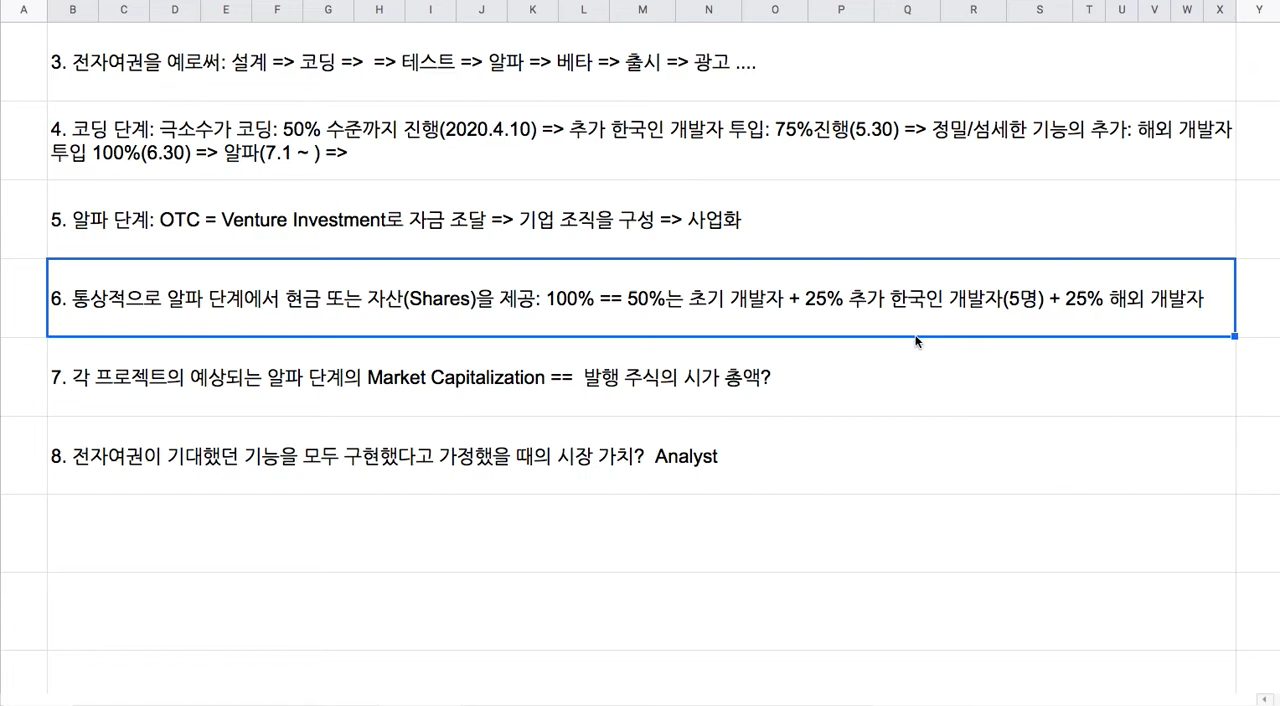 A B C D E F G H I J K L M N O P Q R S T U V W X Y
3. 전자여권을 예로써: 설계 => 코딩 =>  => 테스트 => 알파 => 베타 => 출시 => 광고 ....
4. 코딩 단계: 극소수가 코딩: 50% 수준까지 진행(2020.4.10) => 추가 한국인 개발자 투입: 75%진행(5.30) => 정밀/섬세한 기능의 추가: 해외 개발자
투입 100%(6.30) => 알파(7.1 ~ ) =>
5. 알파 단계: OTC = Venture Investment로 자금 조달 => 기업 조직을 구성 => 사업화
6. 통상적으로 알파 단계에서 현금 또는 자산(Shares)을 제공: 100% == 50%는 초기 개발자 + 25% 추가 한국인 개발자(5명) + 25% 해외 개발자
7. 각 프로젝트의 예상되는 알파 단계의 Market Capitalization ==  발행 주식의 시가 총액?
8. 전자여권이 기대했던 기능을 모두 구현했다고 가정했을 때의 시장 가치?  Analyst